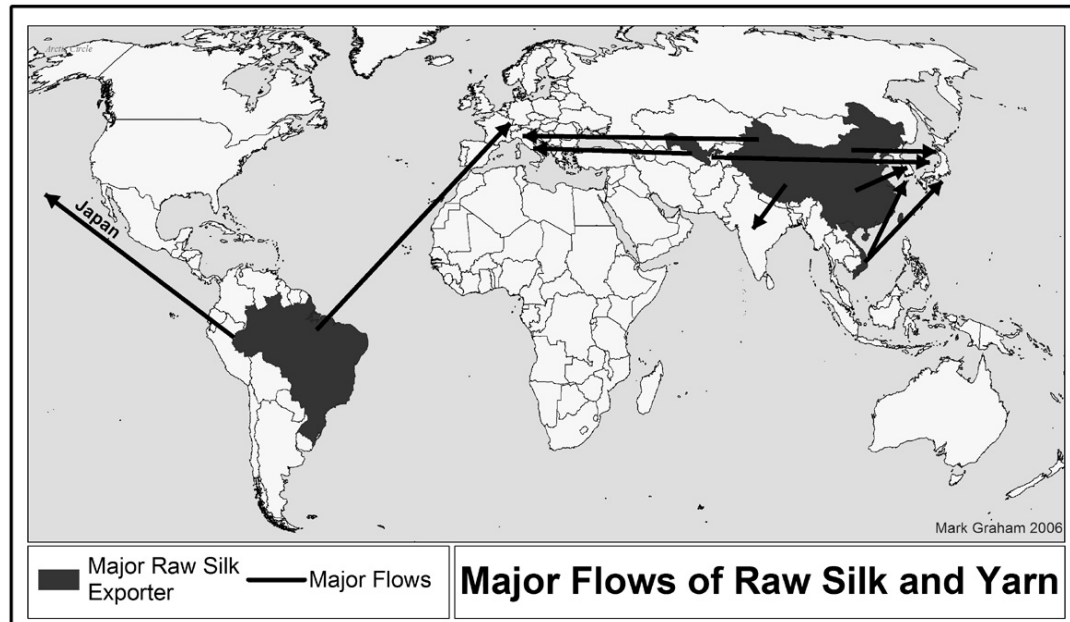 Arctic Circle
Japan
Mark Graham 2006
Major Raw Silk
Exporter
Major Flows
Major Flows of Raw Silk and Yarn